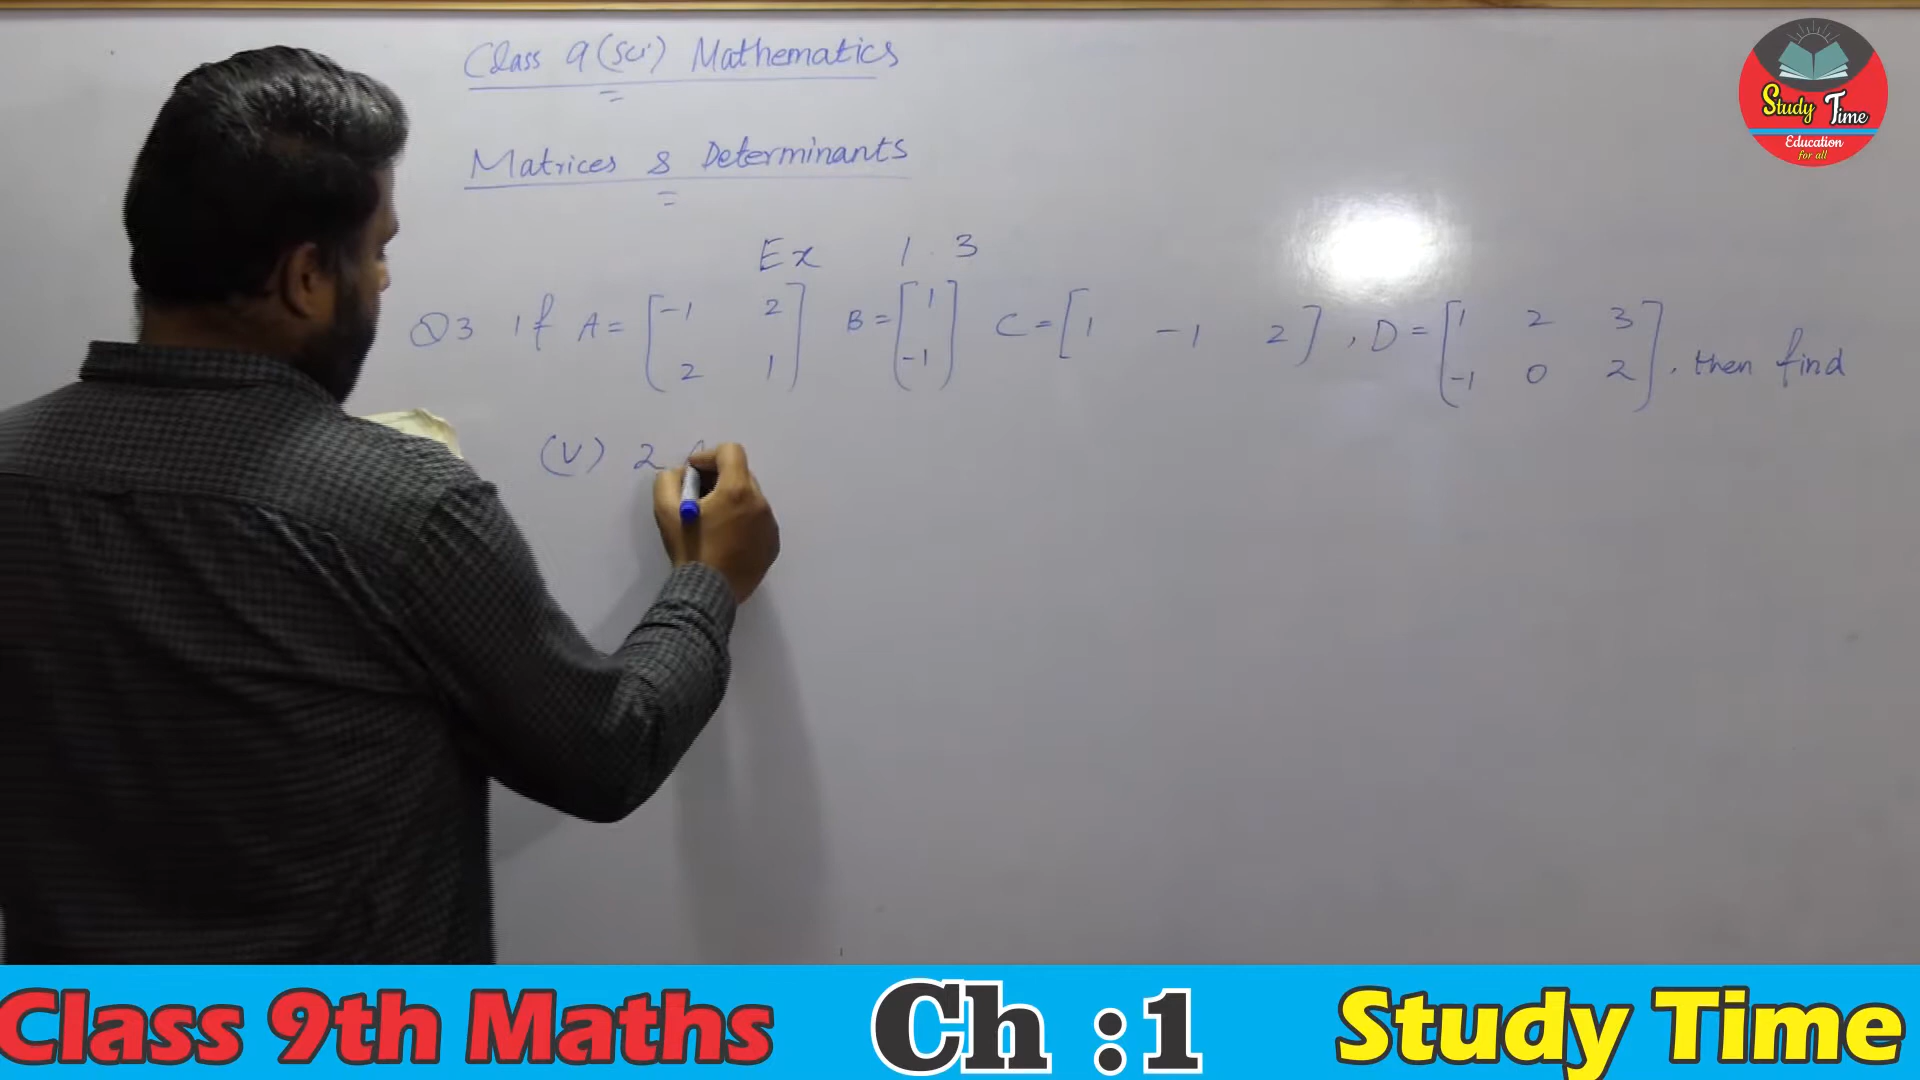 Class 9 (Sci) Mathematics
Matrices & Determinants
Ex 1.3
Q3 If A = [-1 2 B = [1 C = [1 -1 2], D = [1 2 3
2 1] -1] -1 0 2], then find
(V) 2
Study Time
Education
for all
Class 9th Maths Ch :1 Study Time